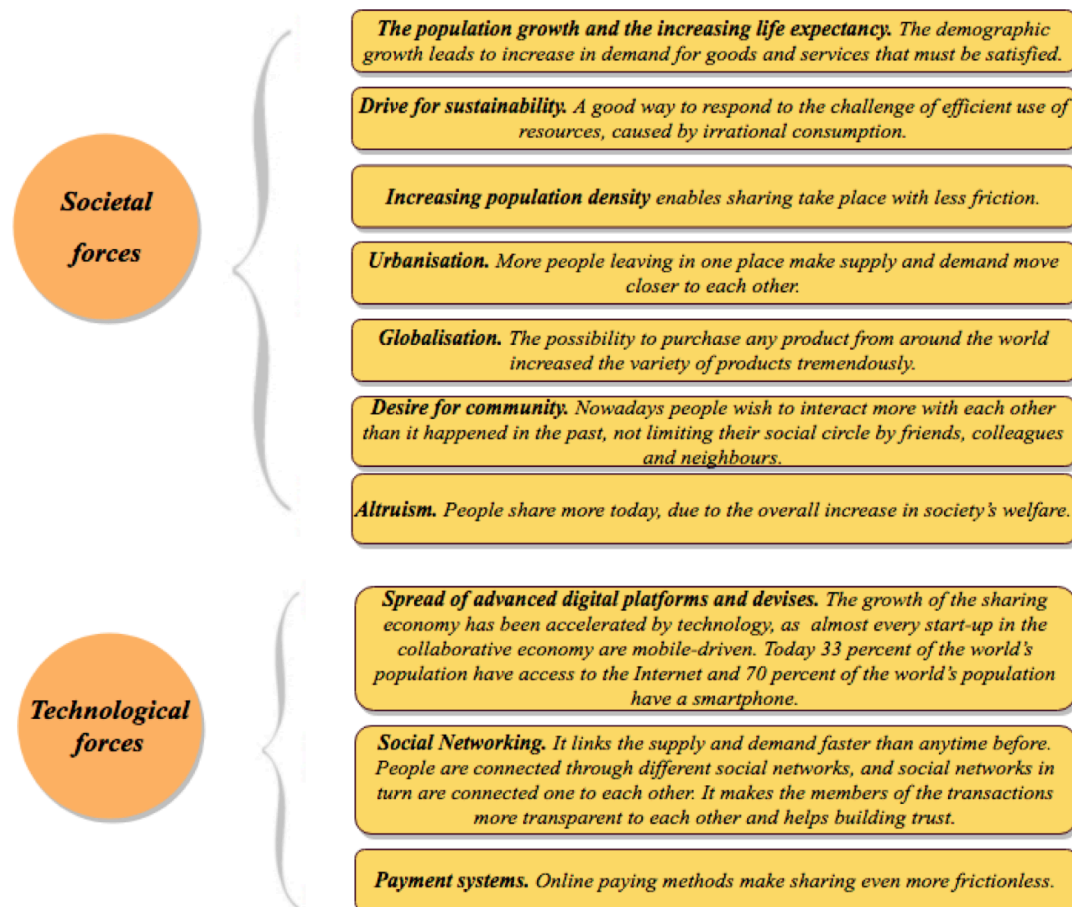 Societal
forces
The population growth and the increasing life expectancy. The demographic
growth leads to increase in demand for goods and services that must be satisfied.
Drive for sustainability. A good way to respond to the challenge of efficient use of
resources, caused by irrational consumption.
Increasing population density enables sharing take place with less friction.
Urbanisation. More people leaving in one place make supply and demand move
closer to each other.
Globalisation. The possibility to purchase any product from around the world
increased the variety of products tremendously.
Desire for community. Nowadays people wish to interact more with each other
than it happened in the past, not limiting their social circle by friends, colleagues
and neighbours.
Altruism. People share more today, due to the overall increase in society's welfare.
Technological
forces
Spread of advanced digital platforms and devises. The growth of the sharing
economy has been accelerated by technology, as almost every start-up in the
collaborative economy are mobile-driven. Today 33 percent of the world's
population have access to the Internet and 70 percent of the world's population
have a smartphone.
Social Networking. It links the supply and demand faster than anytime before.
People are connected through different social networks, and social networks in
turn are connected one to each other. It makes the members of the transactions
more transparent to each other and helps building trust.
Payment systems. Online paying methods make sharing even more frictionless.